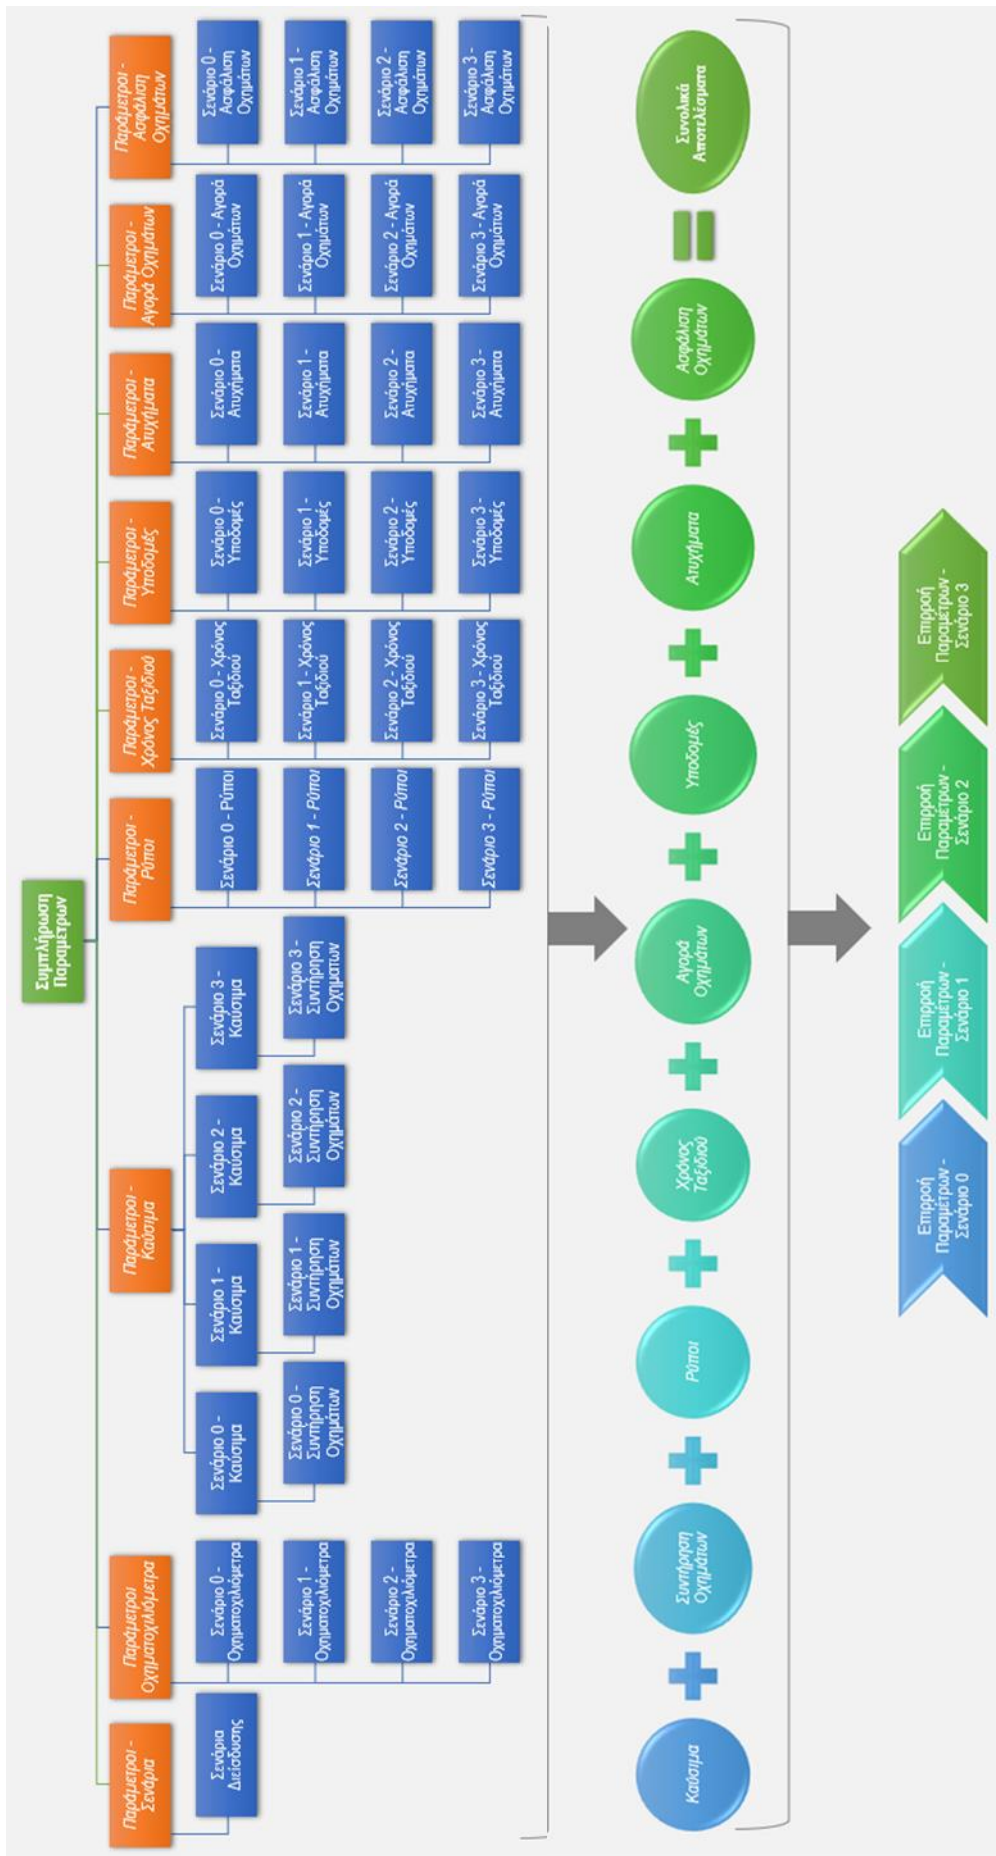 Συμπλήρωση
Παραμέτρων
Παράμετροι -
Σενάρια
Παράμετροι
Οχηματοχιλιόμετρα
Παράμετροι -
Καύσιμα
Παράμετροι -
Ρύποι
Παράμετροι -
Χρόνος Ταξιδιού
Παράμετροι -
Υποδομές
Παράμετροι -
Ατυχήματα
Παράμετροι -
Αγορά Οχημάτων
Παράμετροι -
Ασφάλιση
Οχημάτων
Σενάρια
Διείσδυσης
Σενάριο 0 -
Οχηματοχιλιόμετρα
Σενάριο 1 -
Οχηματοχιλιόμετρα
Σενάριο 2 -
Οχηματοχιλιόμετρα
Σενάριο 3 -
Οχηματοχιλιόμετρα
Σενάριο 0 -
Καύσιμα
Σενάριο 0 -
Συντήρηση
Οχημάτων
Σενάριο 1 -
Καύσιμα
Σενάριο 1 -
Συντήρηση
Οχημάτων
Σενάριο 2 -
Καύσιμα
Σενάριο 2 -
Συντήρηση
Οχημάτων
Σενάριο 3 -
Καύσιμα
Σενάριο 3 -
Συντήρηση
Οχηματων
Σενάριο 0 - Ρύποι
Σενάριο 1 - Ρύποι
Σενάριο 2 - Ρύποι
Σενάριο 3 - Ρύποι
Σενάριο 0 - Χρόνος
Ταξιδιού
Σενάριο 1 - Χρόνος
Ταξιδιού
Σενάριο 2 - Χρόνος
Ταξιδιού
Σενάριο 3 - Χρόνος
Ταξιδιού
Σενάριο 0 -
Υποδομές
Σενάριο 1 -
Υποδομές
Σενάριο 2 -
Υποδομές
Σενάριο 3 -
Υποδομές
Σενάριο 0 -
Ατυχήματα
Σενάριο 1 -
Ατυχήματα
Σενάριο 2 -
Ατυχήματα
Σενάριο 3 -
Ατυχήματα
Σενάριο 0 - Αγορά
Οχημάτων
Σενάριο 1 - Αγορά
Οχημάτων
Σενάριο 2 - Αγορά
Οχημάτων
Σενάριο 3 - Αγορά
Οχημάτων
Σενάριο 0 -
Ασφάλιση
Οχημάτων
Σενάριο 1 -
Ασφάλιση
Οχημάτων
Σενάριο 2 -
Ασφάλιση
Οχημάτων
Σενάριο 3 -
Ασφάλιση
Οχημάτων
Καύσιμα
+
Συντήρηση
Οχημάτων
+
Ρύποι
+
Χρόνος
Ταξιδιού
+
Αγορά
Οχημάτων
+
Υποδομές
+
Ατυχήματα
+
Ασφάλιση
Οχημάτων
=
Συνολικά
Αποτελέσματα
Επιρροή
Παραμέτρων -
Σενάριο 0
Επιρροή
Παραμέτρων -
Σενάριο 1
Επιρροή
Παραμέτρων -
Σενάριο 2
Επιρροή
Παραμέτρων -
Σενάριο 3